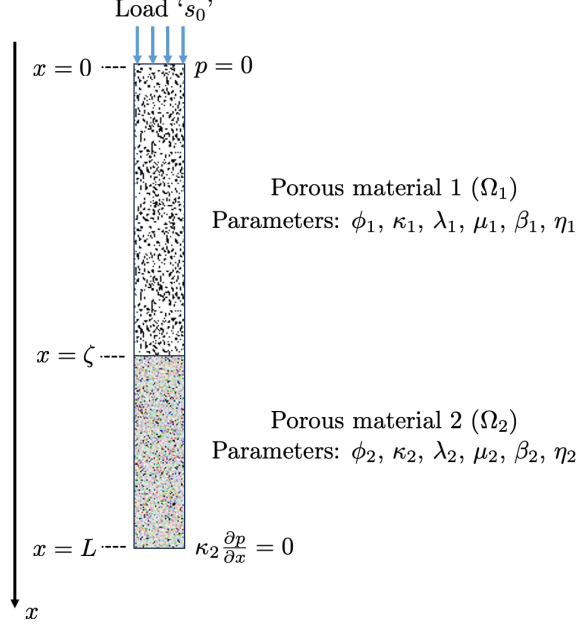 Load ‘s₀’
x = 0
p = 0
Porous material 1 (Ω₁)
Parameters: ϕ₁, κ₁, λ₁, μ₁, β₁, η₁
x = ζ
Porous material 2 (Ω₂)
Parameters: ϕ₂, κ₂, λ₂, μ₂, β₂, η₂
x = L
κ₂ ∂p/∂x = 0
x